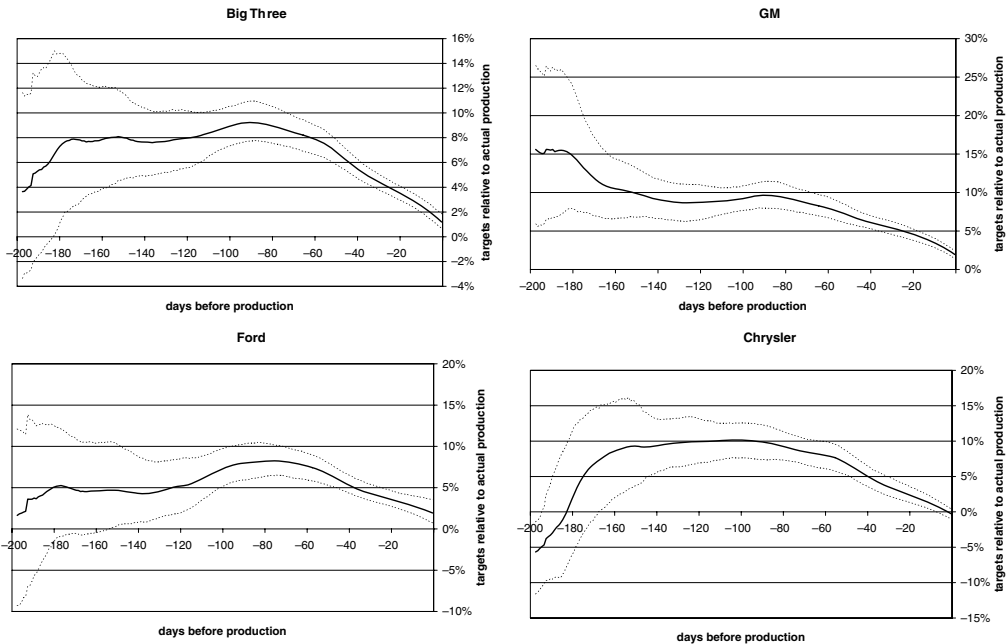 Big Three
16%
14%
12%
10%
8%
6%
4%
2%
0%
−200 −180 −160 −140 −120 −100 −80 −60 −40 −20
−2%
−4%
targets relative to actual production
days before production
GM
30%
25%
20%
15%
10%
5%
0%
−200 −180 −160 −140 −120 −100 −80 −60 −40 −20
targets relative to actual production
days before production
Ford
20%
15%
10%
5%
0%
−200 −180 −160 −140 −120 −100 −80 −60 −40 −20
−5%
−10%
targets relative to actual production
days before production
Chrysler
20%
15%
10%
5%
0%
−200 −180 −160 −140 −120 −100 −80 −60 −40 −20
−5%
−10%
−15%
targets relative to actual production
days before production